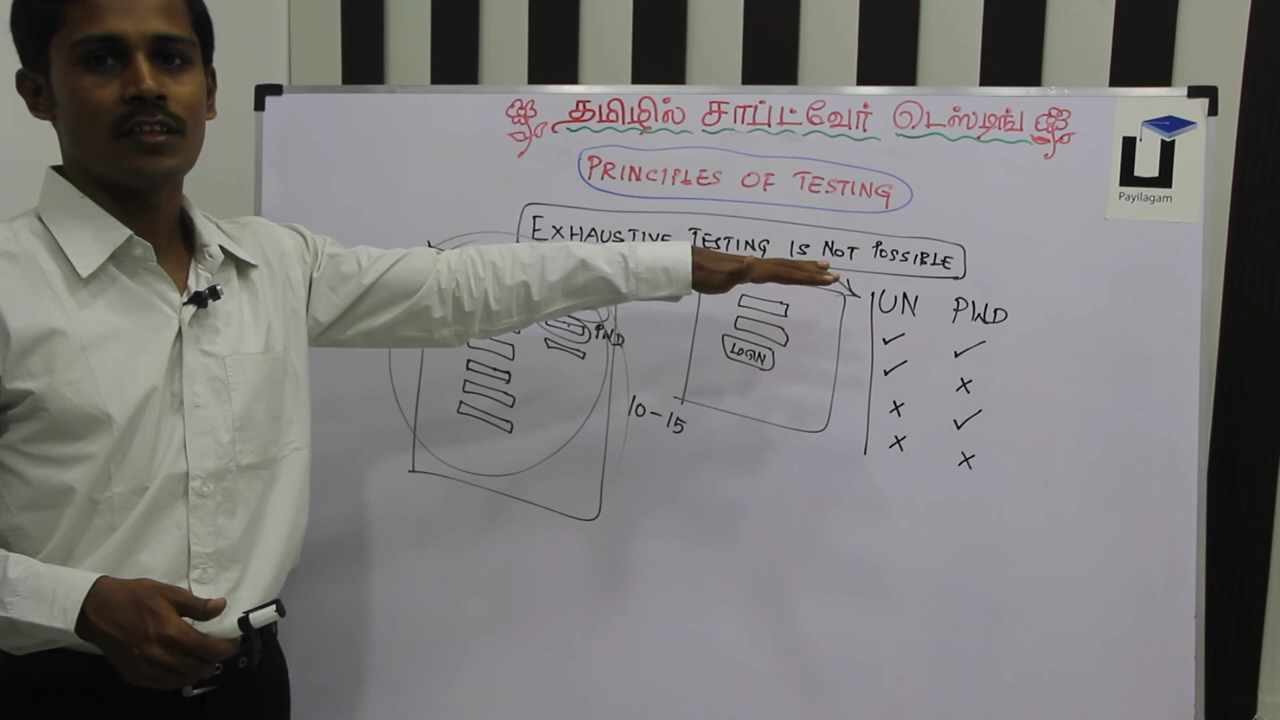 தமிழில் சாப்ட்வேர் டெஸ்டிங்
PRINCIPLES OF TESTING
Payilagam
EXHAUSTIVE TESTING IS NOT POSSIBLE
UN PWD
✓ ✓
✓ ×
× ✓
× ×
PWD
LOGIN
10-15